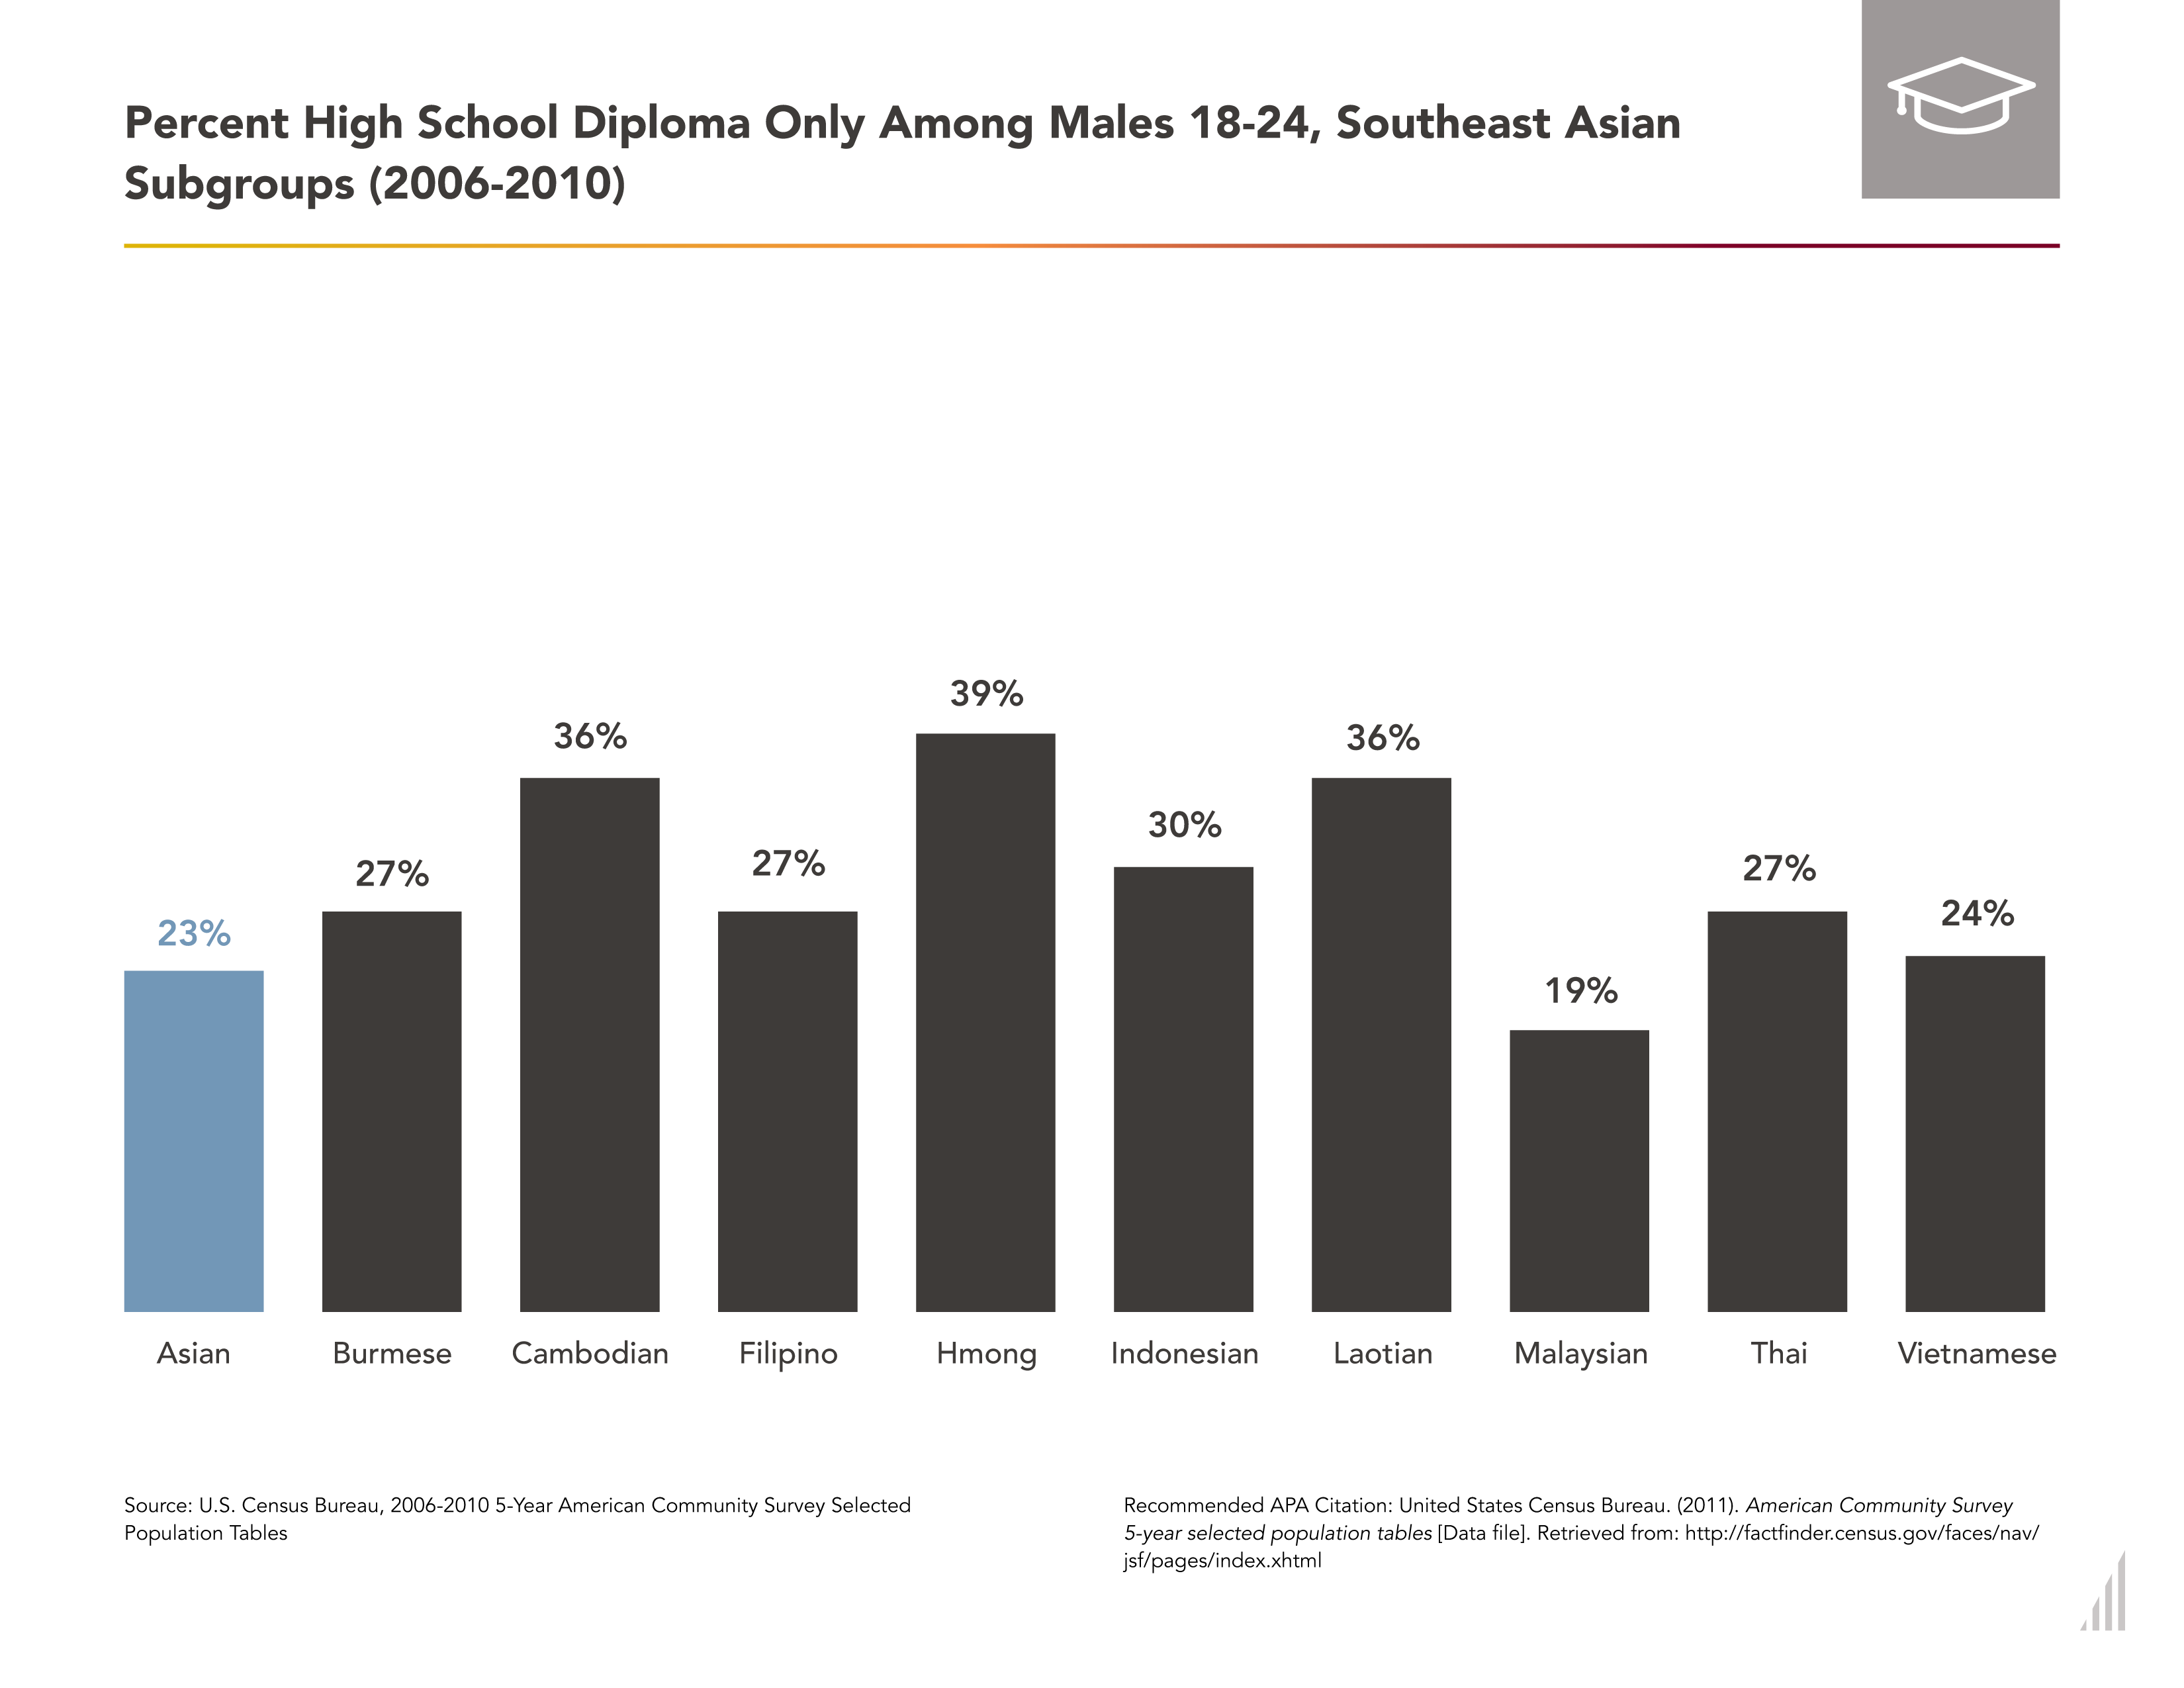 Percent High School Diploma Only Among Males 18-24, Southeast Asian
Subgroups (2006-2010)
23%
27%
36%
27%
39%
30%
36%
19%
27%
24%
Asian
Burmese
Cambodian
Filipino
Hmong
Indonesian
Laotian
Malaysian
Thai
Vietnamese
Source: U.S. Census Bureau, 2006-2010 5-Year American Community Survey Selected
Population Tables
Recommended APA Citation: United States Census Bureau. (2011). American Community Survey
5-year selected population tables [Data file]. Retrieved from: http://factfinder.census.gov/faces/nav/
jsf/pages/index.xhtml